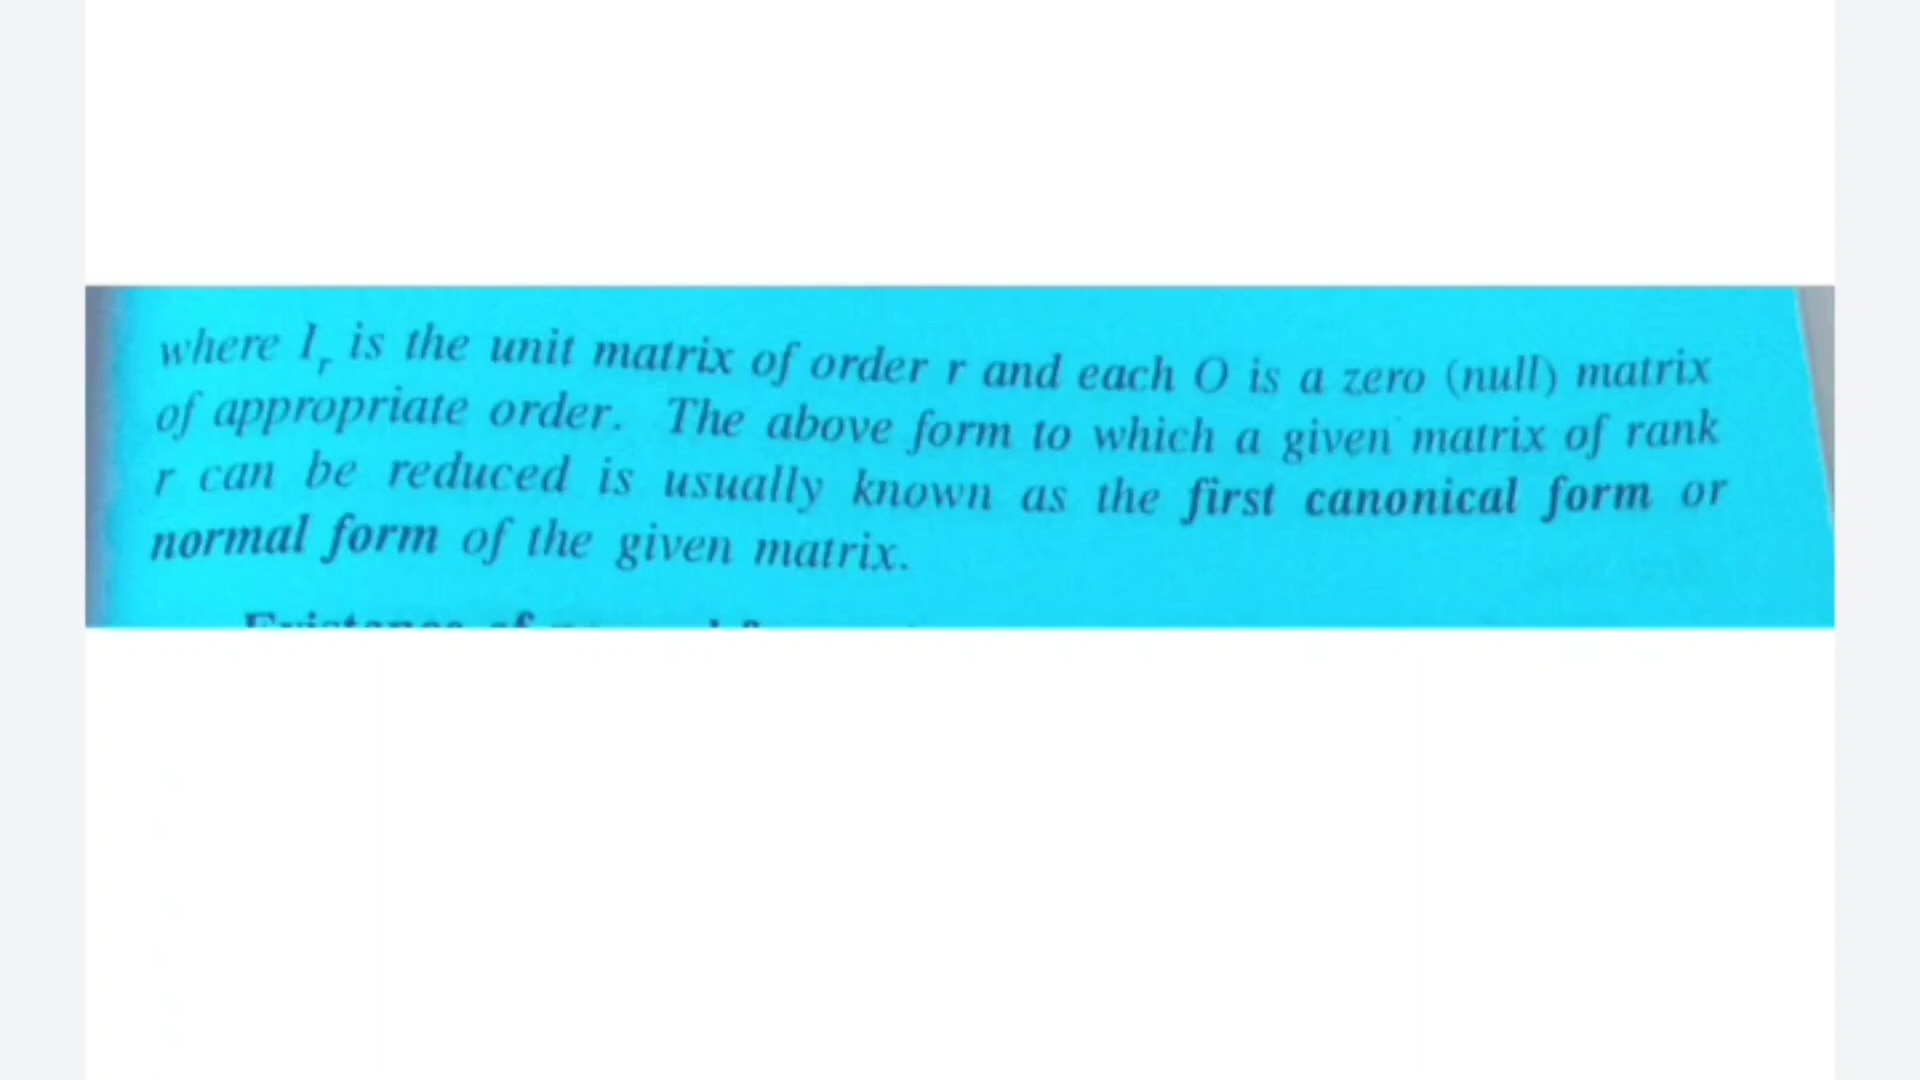 where I_r is the unit matrix of order r and each O is a zero (null) matrix
of appropriate order. The above form to which a given matrix of rank
r can be reduced is usually known as the first canonical form or
normal form of the given matrix.